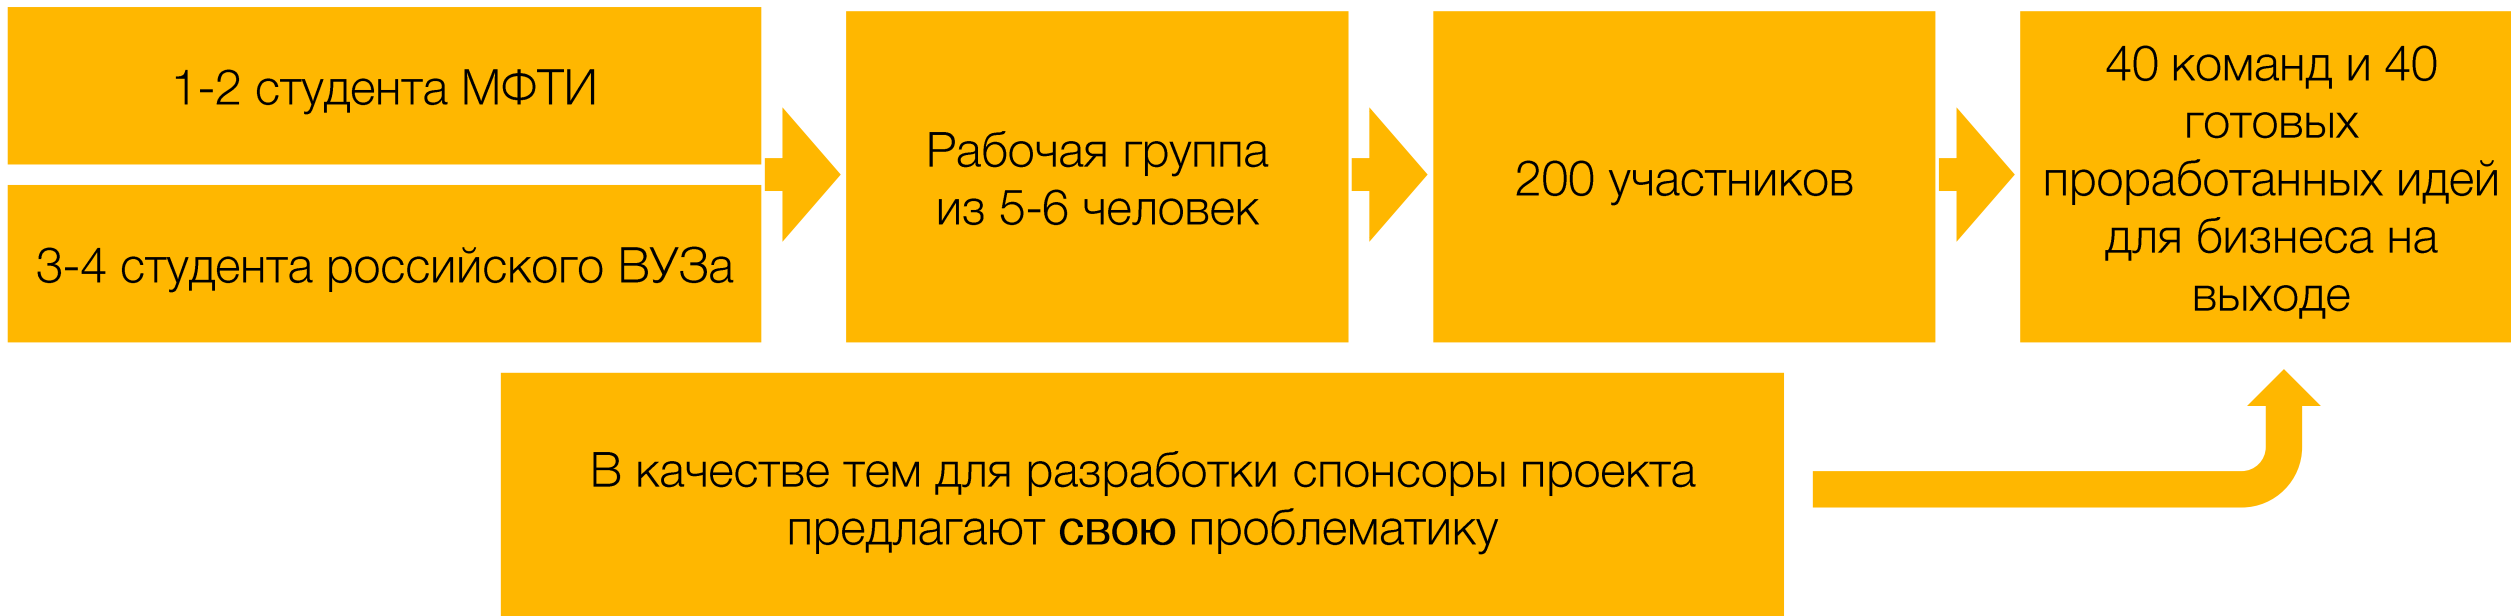 1-2 студента МФТИ
3-4 студента российского ВУЗа
Рабочая группа
из 5-6 человек
200 участников
40 команд и 40
готовых
проработанных идей
для бизнеса на
выходе
В качестве тем для разработки спонсоры проекта
предлагают свою проблематику